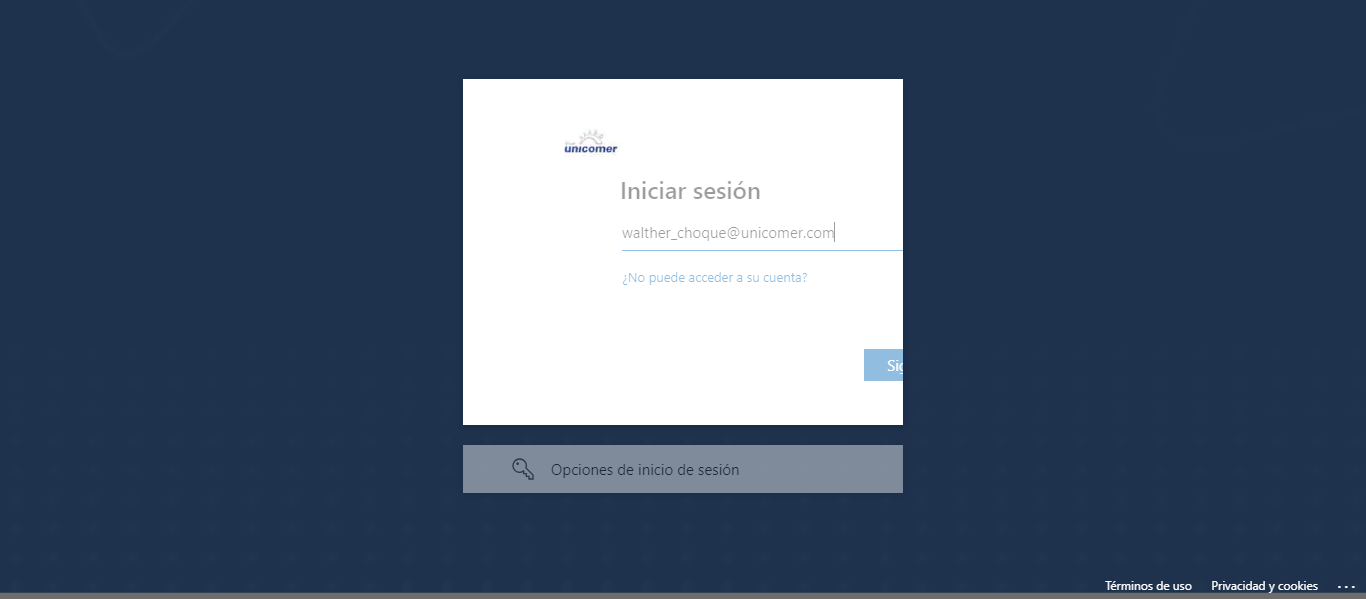 unicomer
Iniciar sesión
walther_choque@unicomer.com
¿No puede acceder a su cuenta?
Sig
Opciones de inicio de sesión
Términos de uso Privacidad y cookies ...